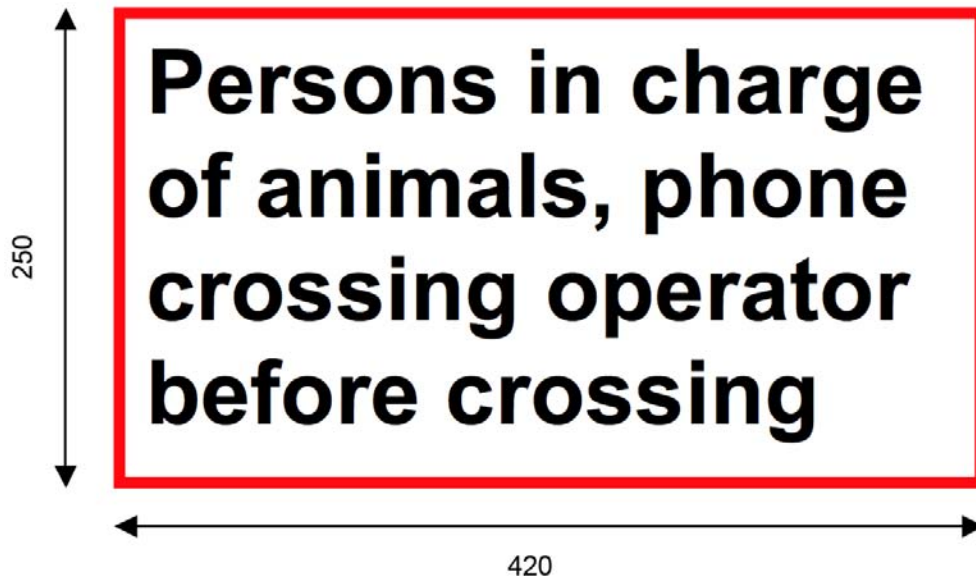 Persons in charge
of animals, phone
crossing operator
before crossing
250
420